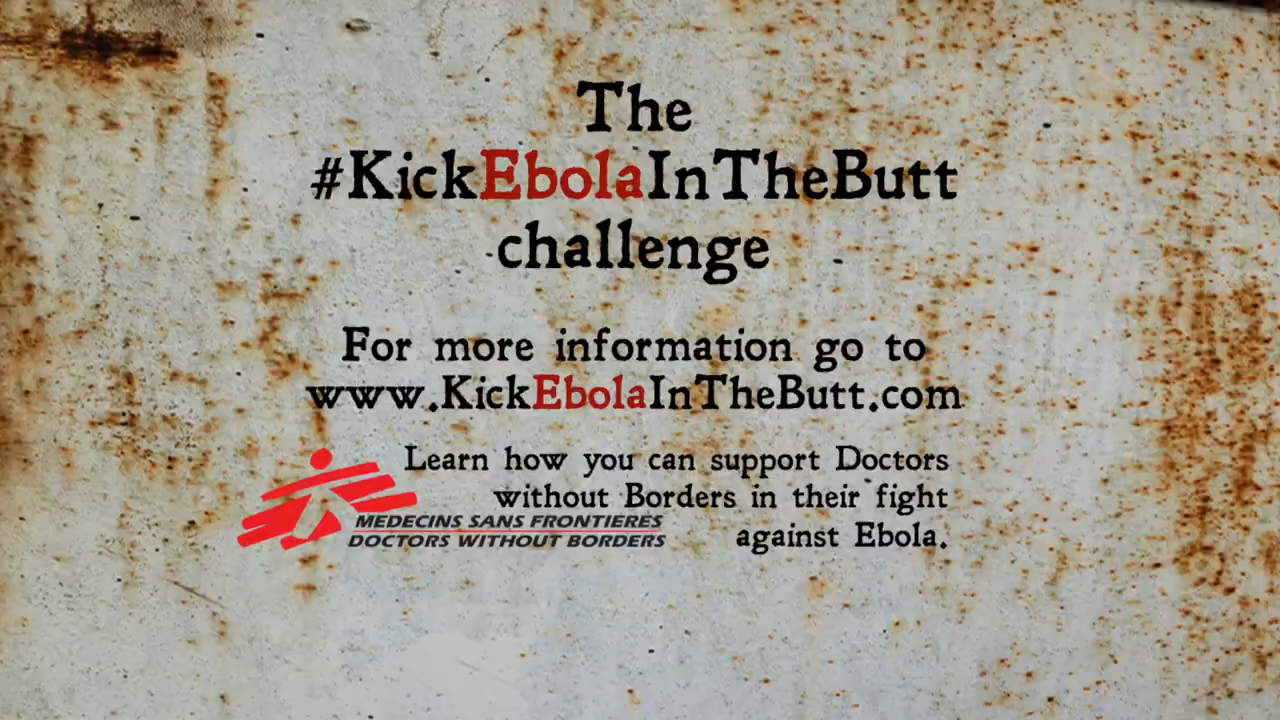 The
#KickEbolaInTheButt
challenge
For more information go to
www.KickEbolaInTheButt.com
Learn how you can support Doctors
without Borders in their fight
against Ebola.
MEDECINS SANS FRONTIERES
DOCTORS WITHOUT BORDERS